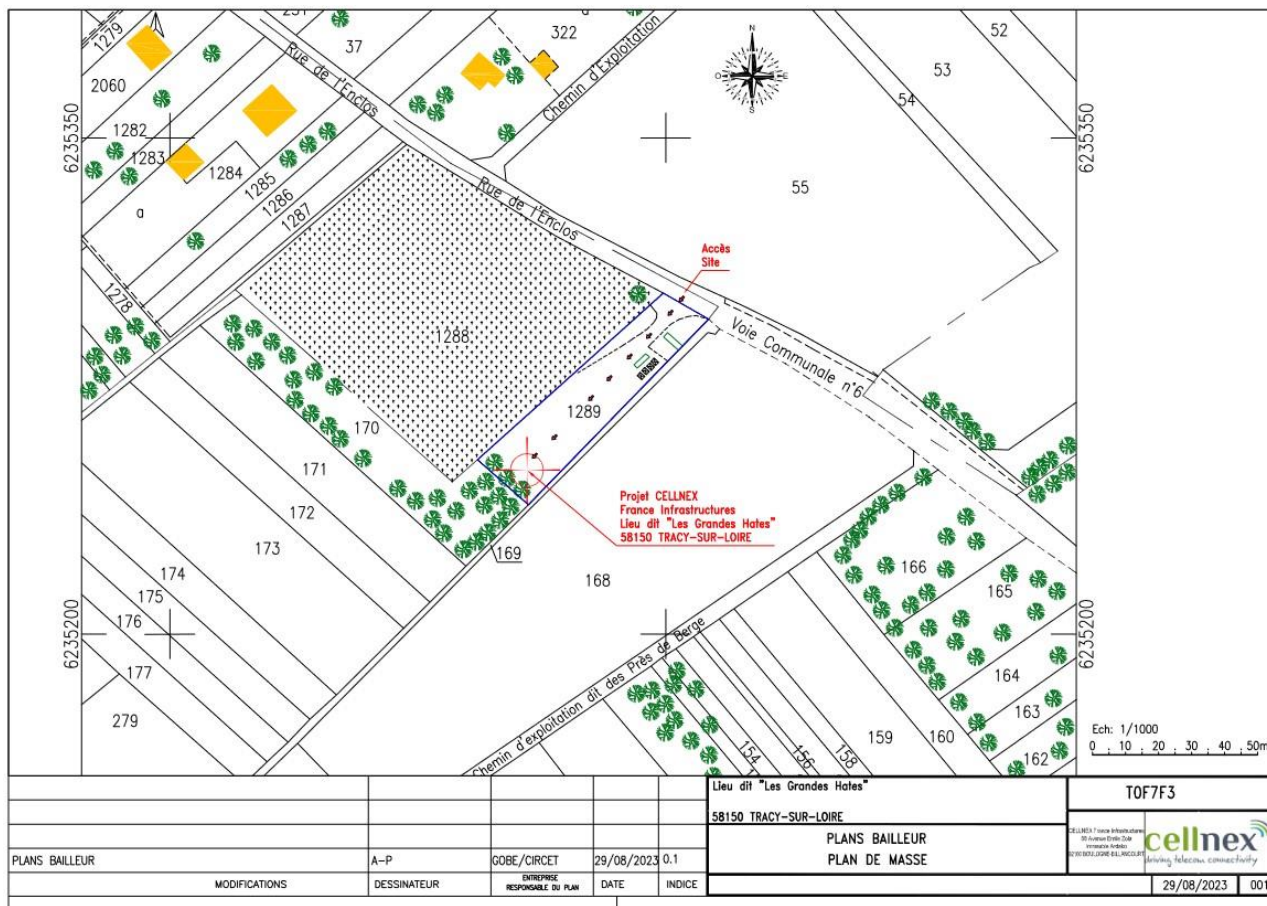 1279
2060
1282
1283
1284
1285
1286
1287
a
1278
37
Rue de l'Enclos
322
Chemin d'Exploitation
N
O
E
S
52
53
54
55
6235350
6235350
Rue de l'Enclos
Accès
Site
Voie Communale n°6
1288
1289
170
171
172
173
174
175
176
177
279
169
168
Projet CELLNEX
France Infrastructures
Lieu dit "Les Grandes Hates"
58150 TRACY-SUR-LOIRE
166
165
164
163
162
160
159
158
156
154
6235200
6235200
Chemin d'exploitation dit des Près de Berge
Ech: 1/1000
0 10 20 30 40 50m
PLANS BAILLEUR A-P GOBE/CIRCET 29/08/2023 0.1
MODIFICATIONS DESSINATEUR ENTREPRISE RESPONSABLE DU PLAN DATE INDICE
Lieu dit "Les Grandes Hates"
58150 TRACY-SUR-LOIRE
PLANS BAILLEUR
PLAN DE MASSE
TOF7F3
cellnex
driving telecom connectivity
29/08/2023 001